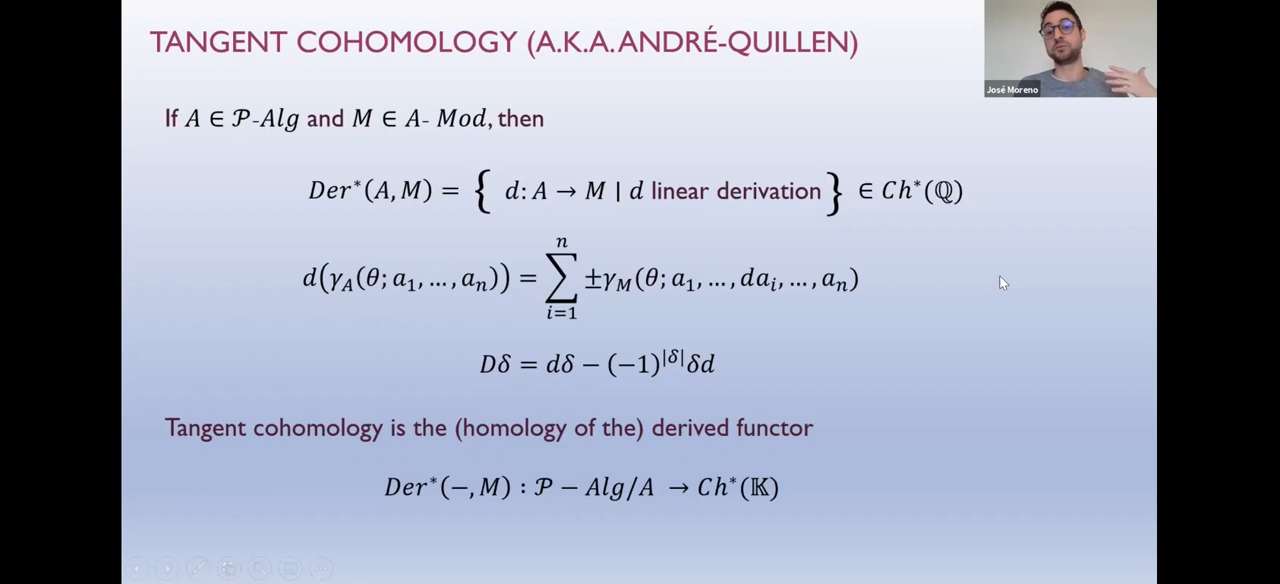 TANGENT COHOMOLOGY (A.K.A. ANDRÉ-QUILLEN)
José Moreno
If A ∈ 𝒫-Alg and M ∈ A- Mod, then
Der*(A, M) = { d: A → M | d linear derivation } ∈ Ch*(ℚ)
d(γ_A(θ; a_1, …, a_n)) = ∑_{i=1}^{n} ±γ_M(θ; a_1, …, da_i, …, a_n)
Dδ = dδ − (−1)^{|δ|}δd
Tangent cohomology is the (homology of the) derived functor
Der*(−, M) : 𝒫 − Alg/A → Ch*(𝕂)